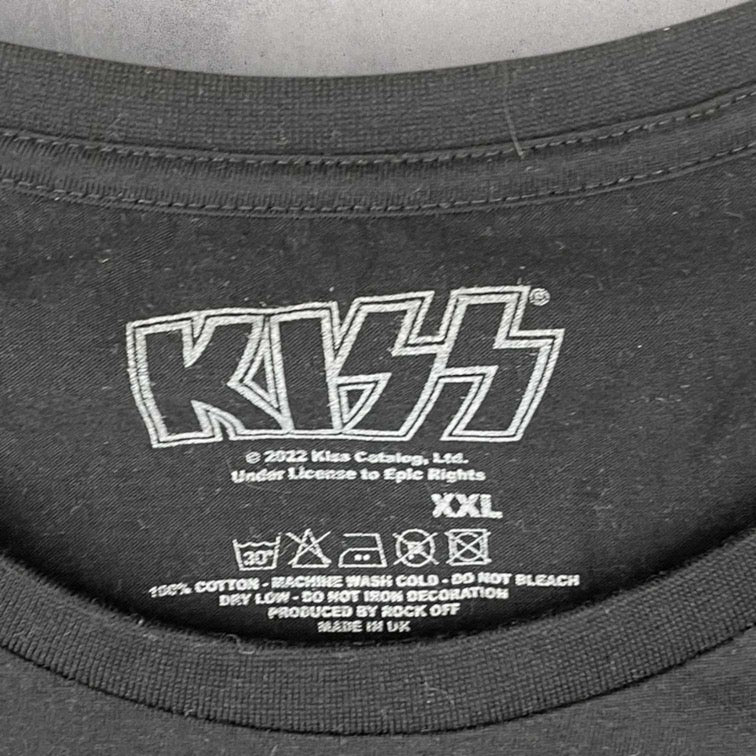 KISS®
© 2022 Kiss Catalog, Ltd.
Under License to Epic Rights
XXL
30° P
100% COTTON - MACHINE WASH COLD - DO NOT BLEACH
DRY LOW - DO NOT IRON DECORATION
PRODUCED BY ROCK OFF
MADE IN UK